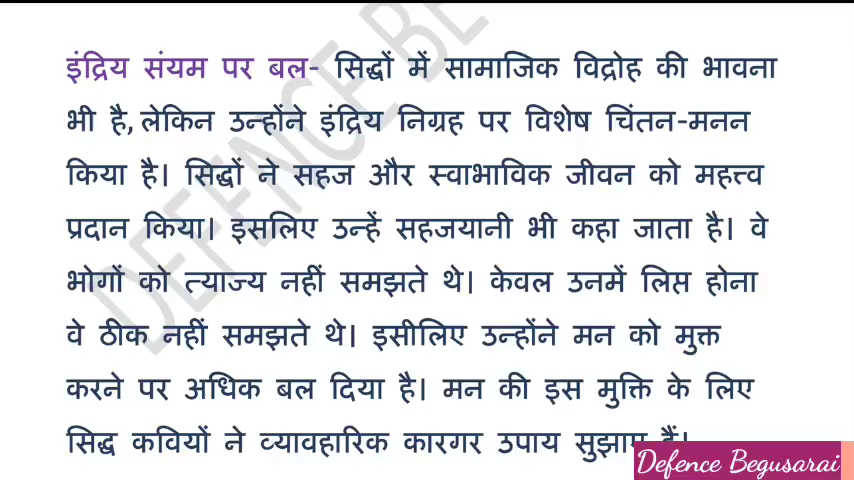 इंद्रिय संयम पर बल- सिद्धों में सामाजिक विद्रोह की भावना
भी है, लेकिन उन्होंने इंद्रिय निग्रह पर विशेष चिंतन-मनन
किया है। सिद्धों ने सहज और स्वाभाविक जीवन को महत्त्व
प्रदान किया। इसलिए उन्हें सहजयानी भी कहा जाता है। वे
भोगों को त्याज्य नहीं समझते थे। केवल उनमें लिप्त होना
वे ठीक नहीं समझते थे। इसीलिए उन्होंने मन को मुक्त
करने पर अधिक बल दिया है। मन की इस मुक्ति के लिए
सिद्ध कवियों ने व्यावहारिक कारगर उपाय सुझाए हैं।
DEFENCE BE
Defence Begusarai